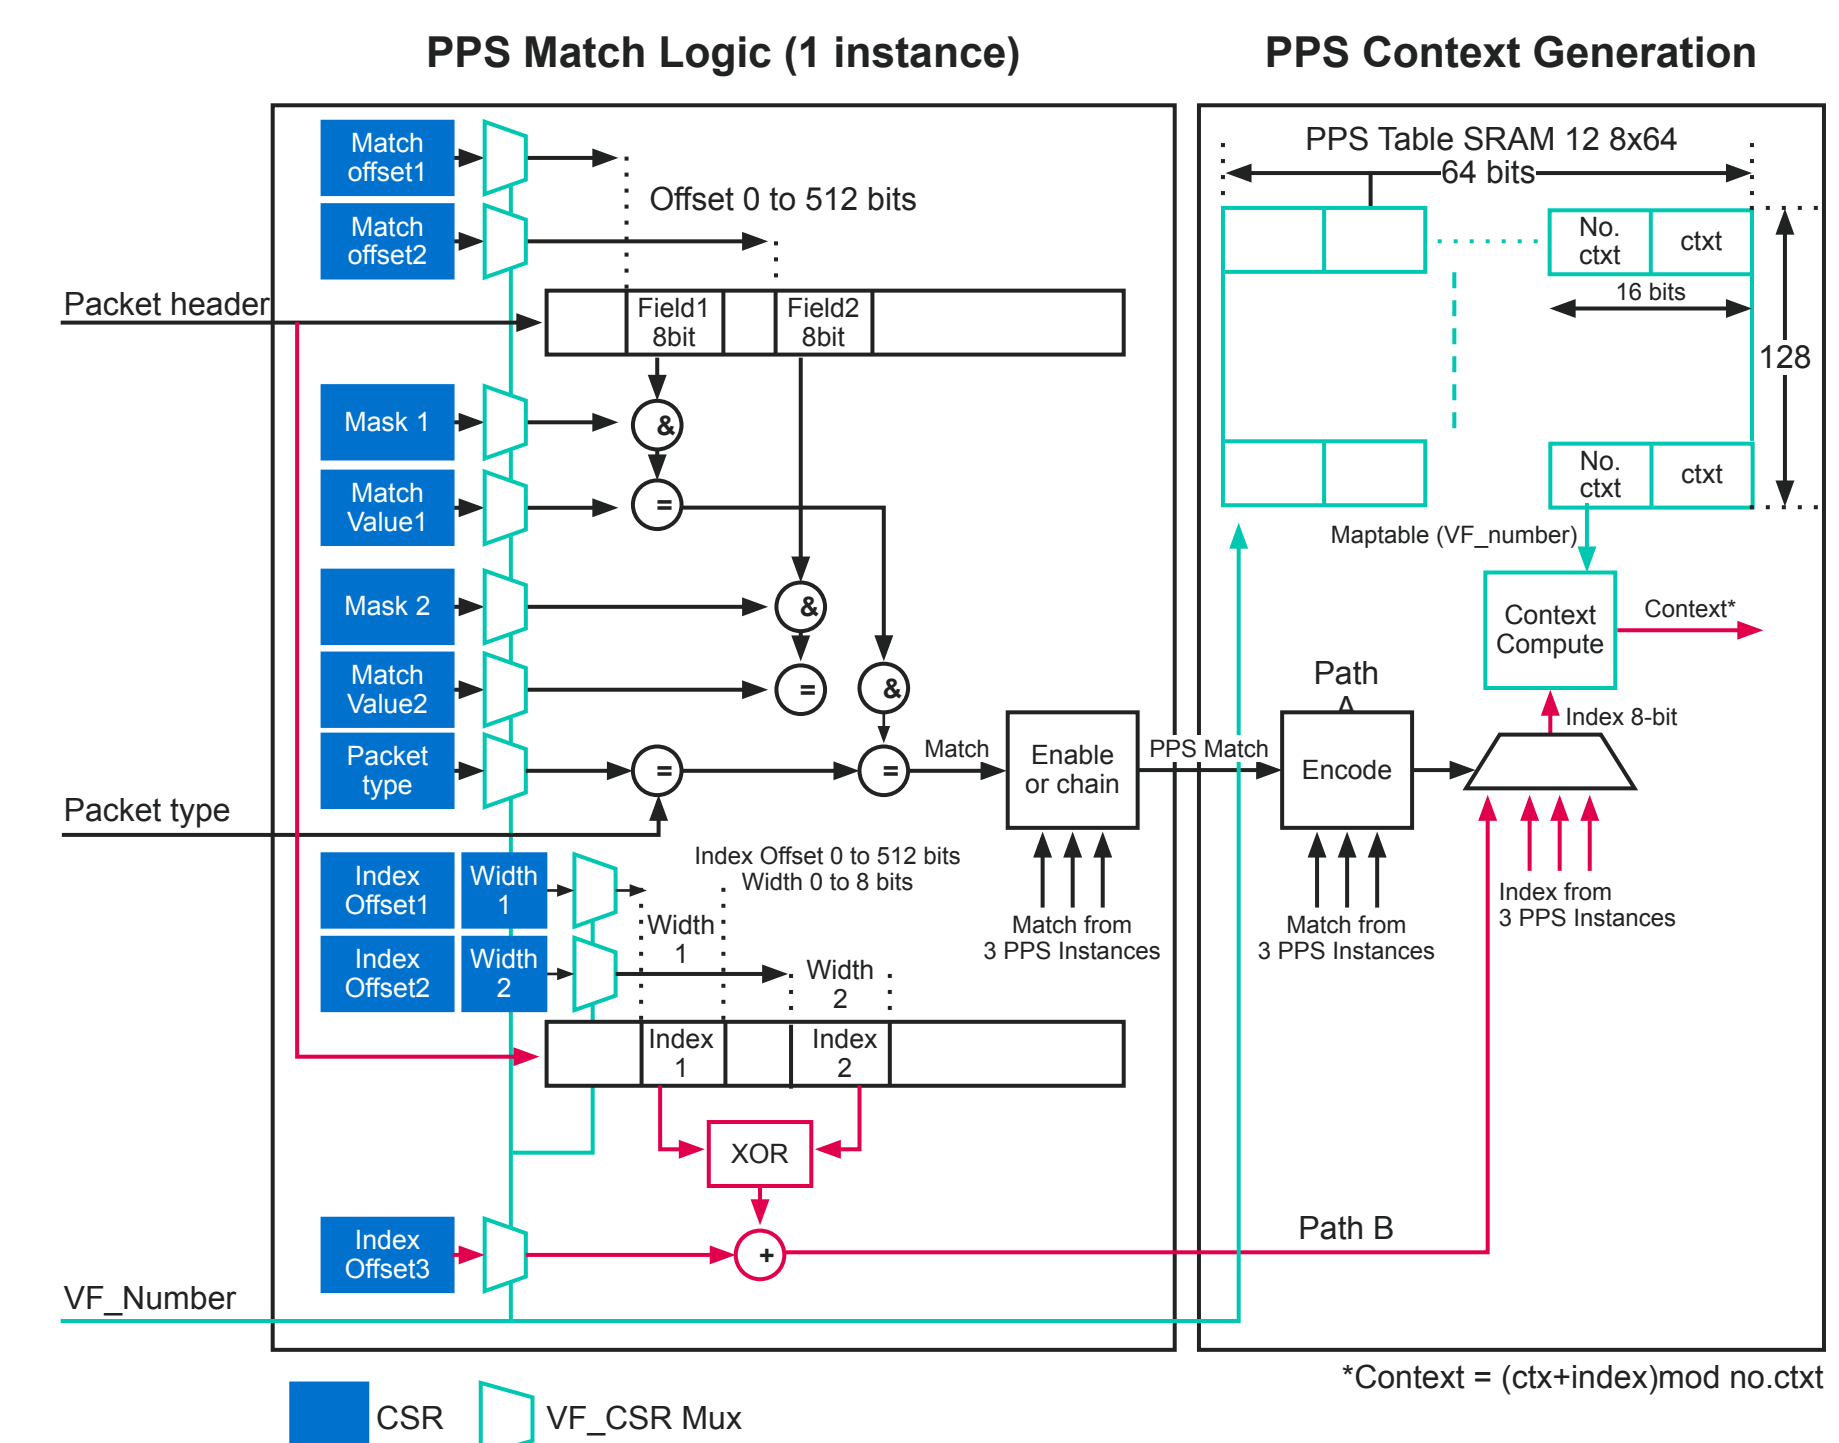 PPS Match Logic (1 instance)
PPS Context Generation
Match
offset1
Match
offset2
Offset 0 to 512 bits
Packet header
Field1
8bit
Field2
8bit
Mask 1
&
Match
Value1
=
Mask 2
&
Match
Value2
=
&
Packet
type
=
=
Match
Enable
or chain
Packet type
Match from
3 PPS Instances
Index
Offset1
Width
1
Index
Offset2
Width
2
Index Offset 0 to 512 bits
Width 0 to 8 bits
Width
1
Width
2
Index
1
Index
2
XOR
Index
Offset3
+
VF_Number
PPS Table SRAM 12 8x64
64 bits
No.
ctxt
ctxt
16 bits
128
No.
ctxt
ctxt
Maptable (VF_number)
Context
Compute
Context*
Path
A
Index 8-bit
PPS Match
Encode
Match from
3 PPS Instances
Index from
3 PPS Instances
Path B
*Context = (ctx+index)mod no.ctxt
CSR
VF_CSR Mux